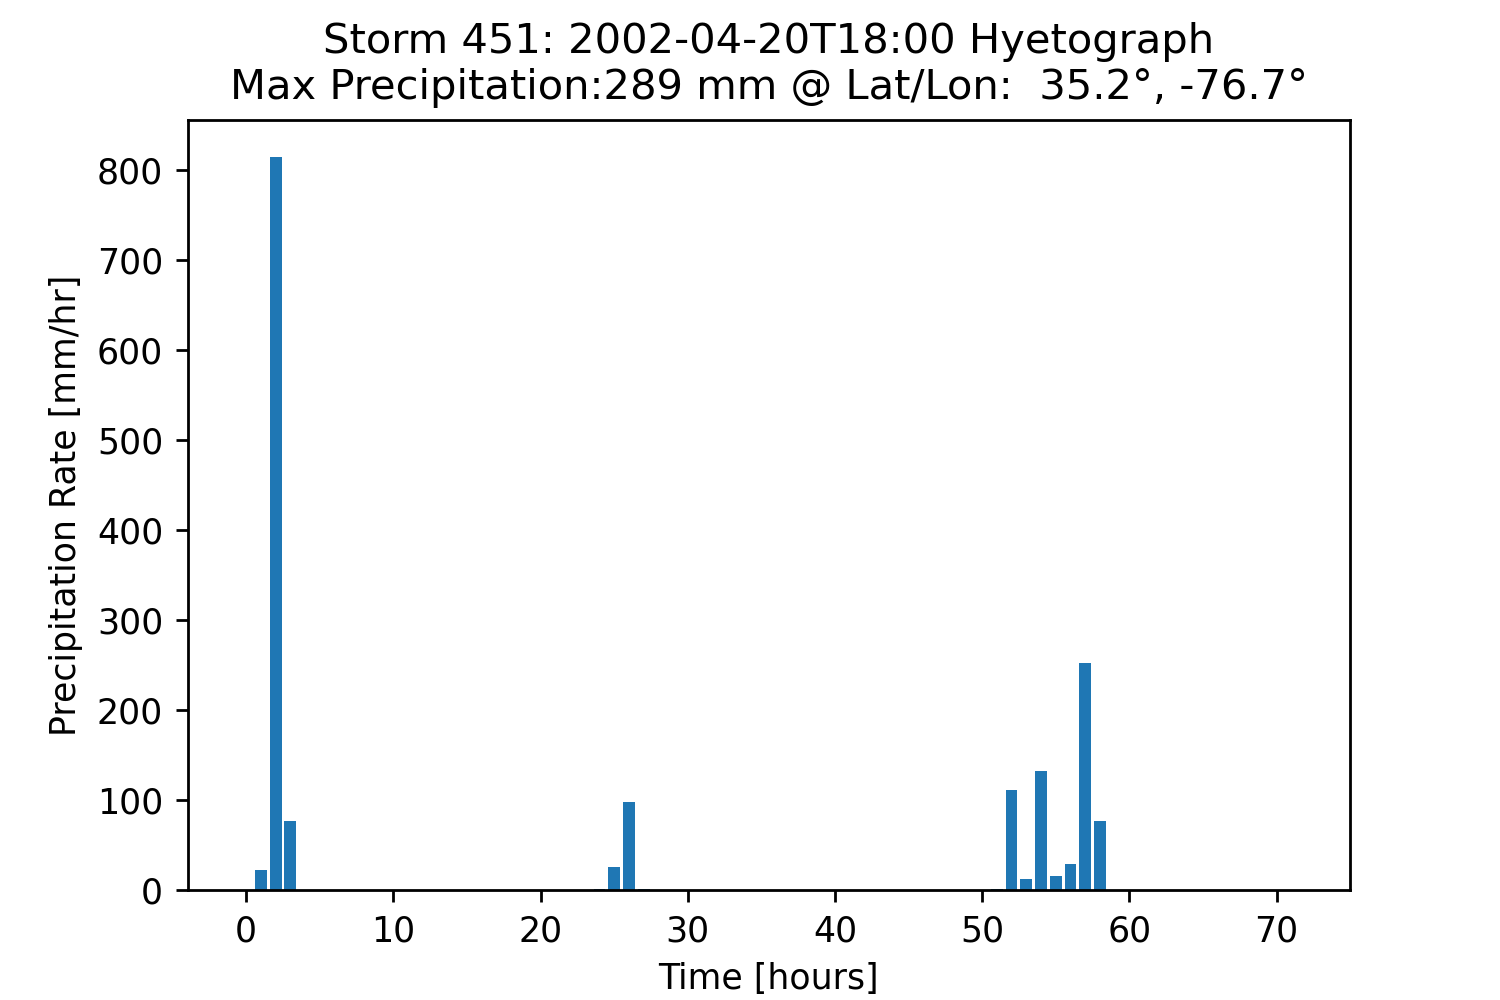 Storm 451: 2002-04-20T18:00 Hyetograph
Max Precipitation:289 mm @ Lat/Lon:  35.2°, -76.7°
800
700
600
500
400
300
200
100
0
Precipitation Rate [mm/hr]
0 10 20 30 40 50 60 70
Time [hours]